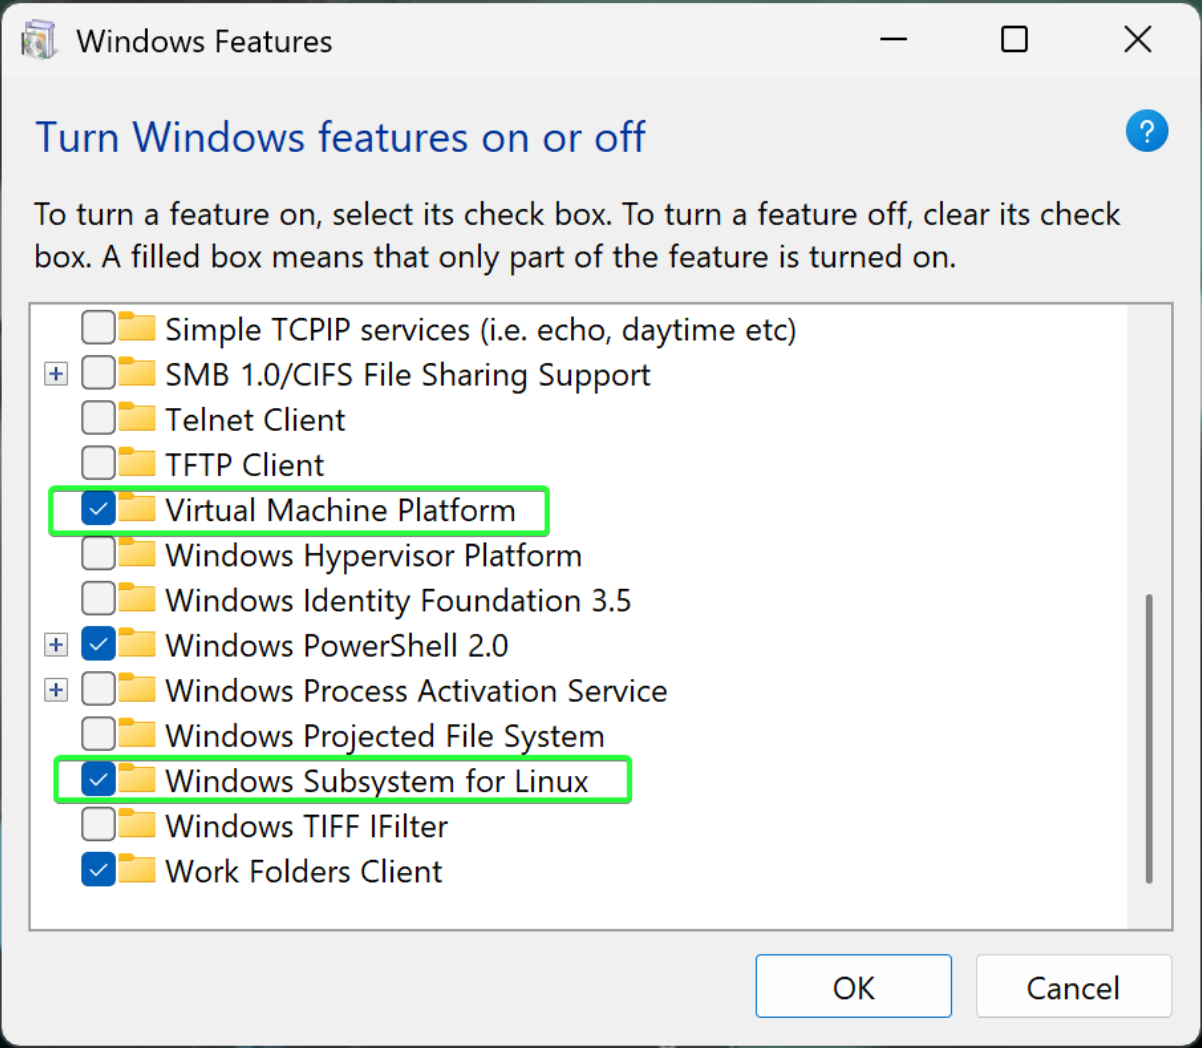 Windows Features
Turn Windows features on or off
?
To turn a feature on, select its check box. To turn a feature off, clear its check
box. A filled box means that only part of the feature is turned on.
Simple TCPIP services (i.e. echo, daytime etc)
SMB 1.0/CIFS File Sharing Support
Telnet Client
TFTP Client
Virtual Machine Platform
Windows Hypervisor Platform
Windows Identity Foundation 3.5
Windows PowerShell 2.0
Windows Process Activation Service
Windows Projected File System
Windows Subsystem for Linux
Windows TIFF IFilter
Work Folders Client
OK
Cancel